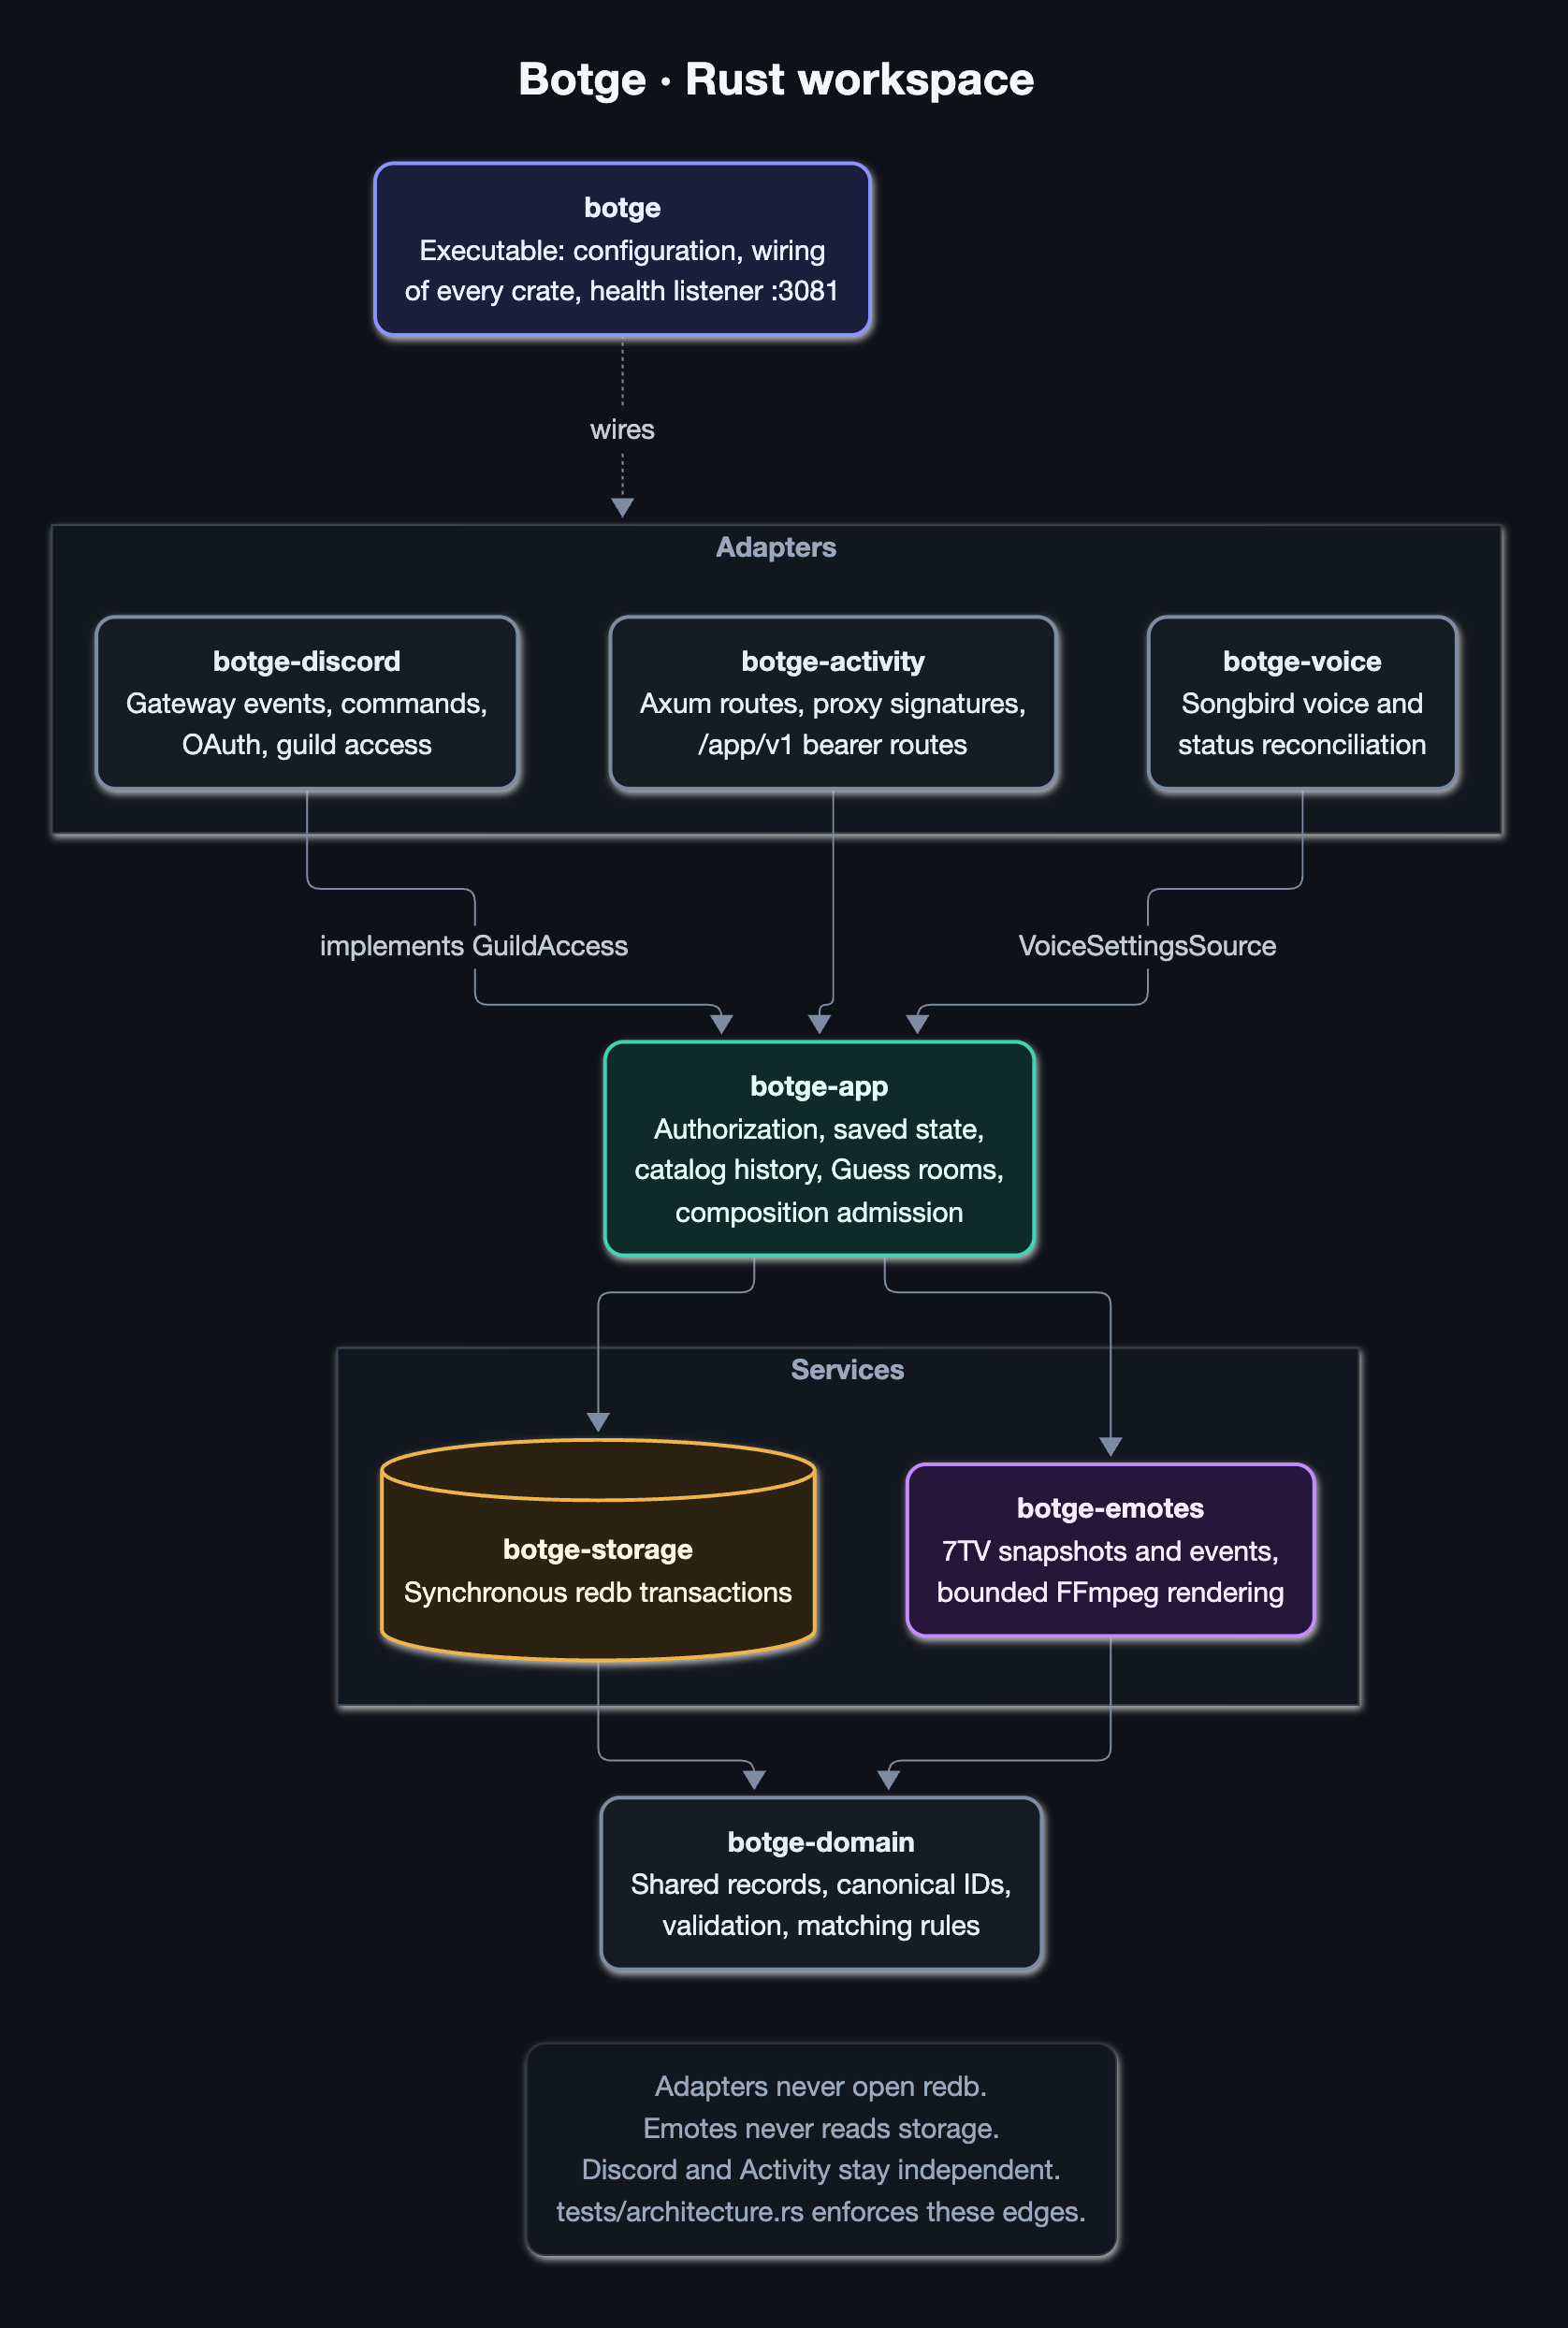 Botge · Rust workspace
botge
Executable: configuration, wiring
of every crate, health listener :3081
wires
Adapters
botge-discord
Gateway events, commands,
OAuth, guild access
botge-activity
Axum routes, proxy signatures,
/app/v1 bearer routes
botge-voice
Songbird voice and
status reconciliation
implements GuildAccess
VoiceSettingsSource
botge-app
Authorization, saved state,
catalog history, Guess rooms,
composition admission
Services
botge-storage
Synchronous redb transactions
botge-emotes
7TV snapshots and events,
bounded FFmpeg rendering
botge-domain
Shared records, canonical IDs,
validation, matching rules
Adapters never open redb.
Emotes never reads storage.
Discord and Activity stay independent.
tests/architecture.rs enforces these edges.